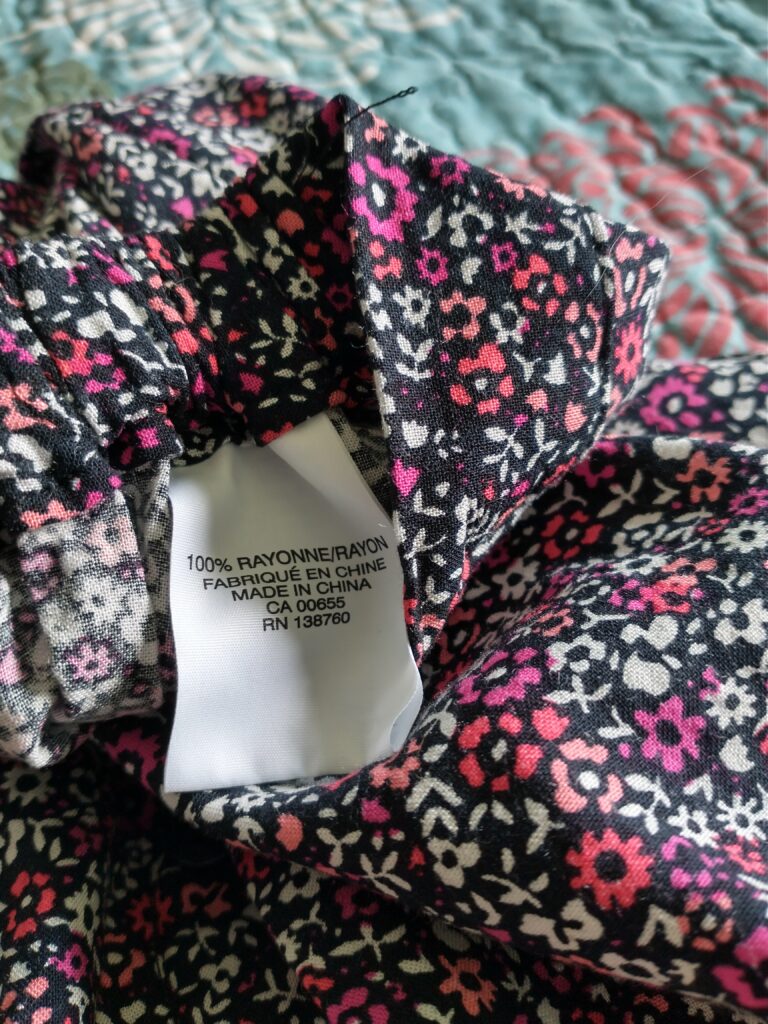 100% RAYONNE/RAYON
FABRIQUÉ EN CHINE
MADE IN CHINA
CA 00655
RN 138760